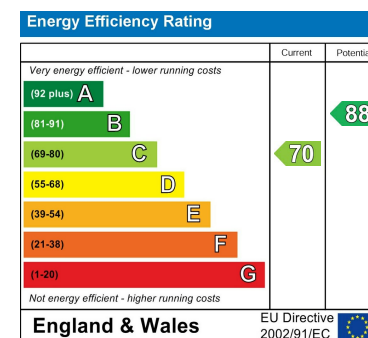 Energy Efficiency Rating
Current Potentia
Very energy efficient - lower running costs
(92 plus) A
(81-91) B
88
(69-80) C
70
(55-68) D
(39-54) E
(21-38) F
(1-20) G
Not energy efficient - higher running costs
England & Wales
EU Directive
2002/91/EC